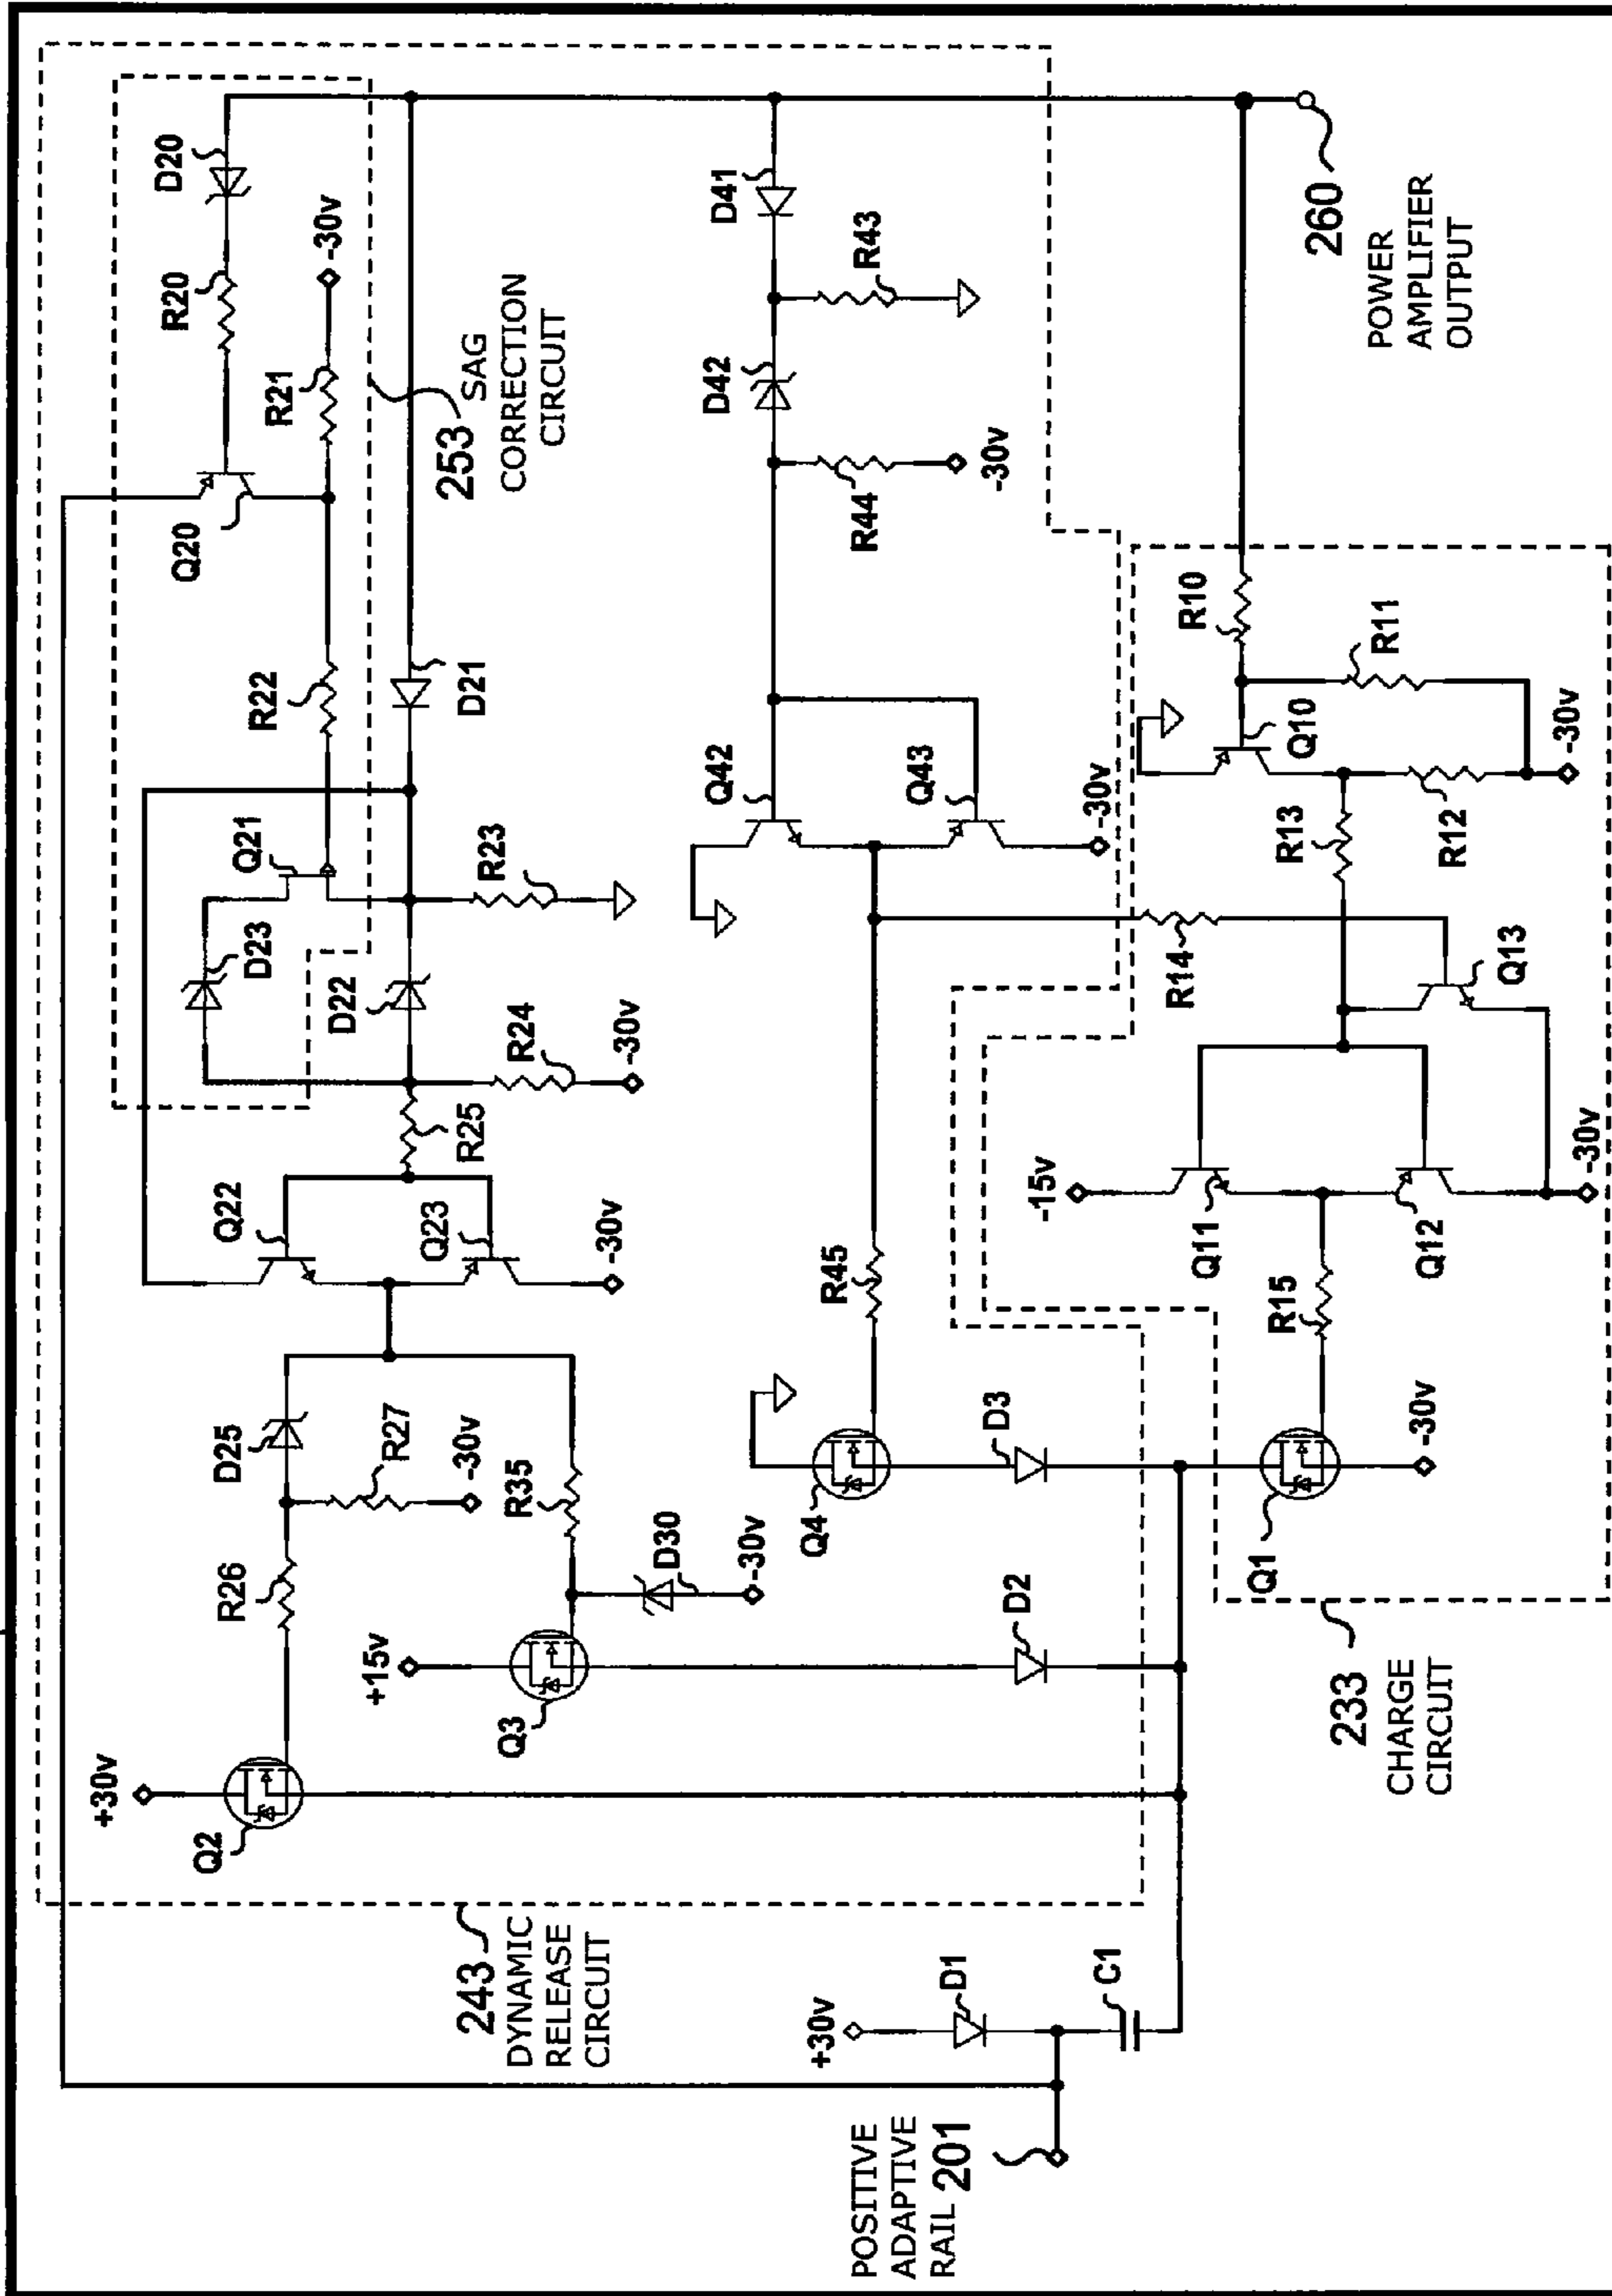 D20
R20
-30v
R21
Q20
253 SAG
CORRECTION
CIRCUIT
R22
D21
Q21
D23
R23
D22
R24
-30v
R25
Q22
Q23
-30v
D25
R27
-30v
R26
R35
D30
-30v
+15v
Q3
+30v
Q2
243
DYNAMIC
RELEASE
CIRCUIT
D41
R43
D42
R44
-30v
Q42
Q43
-30v
R45
Q4
D3
D2
260
POWER
AMPLIFIER
OUTPUT
R10
R11
Q10
R12
-30v
R13
R14
Q13
-15v
Q11
Q12
-30v
R15
Q1
-30v
233
CHARGE
CIRCUIT
+30v
D1
C1
POSITIVE
ADAPTIVE
RAIL 201